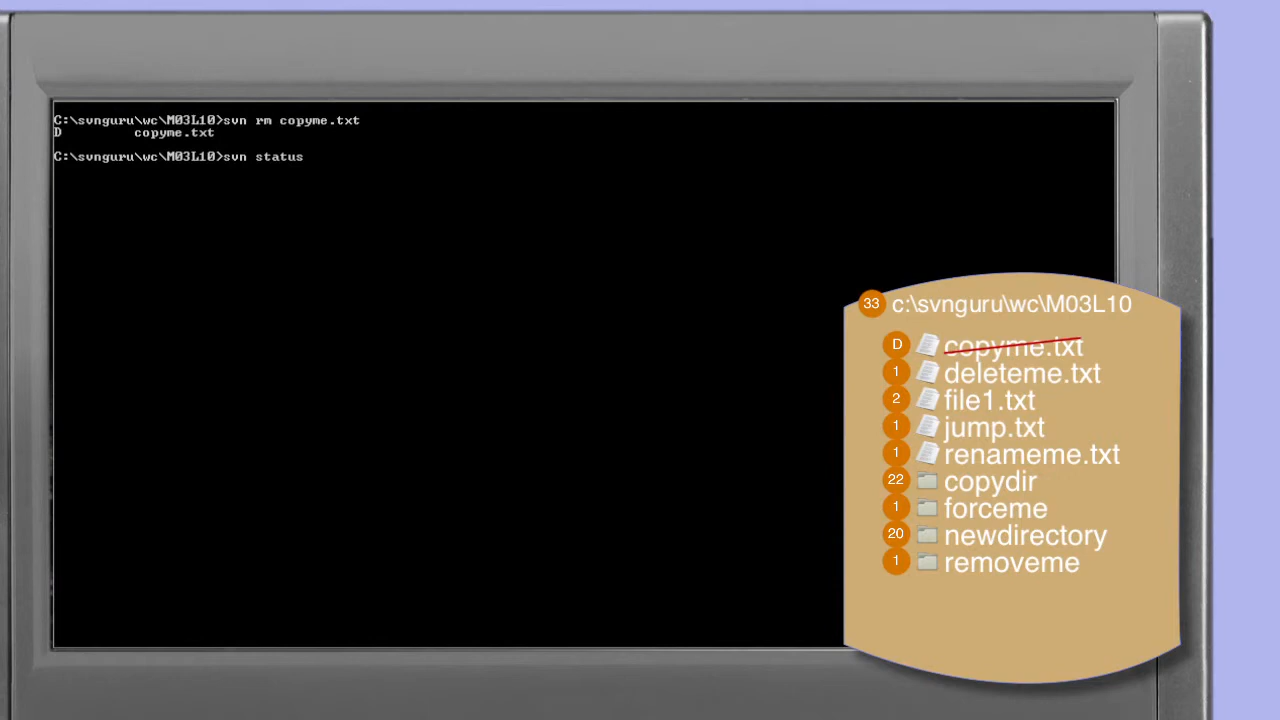 C:\svnguru\wc\M03L10>svn rm copyme.txt
D copyme.txt
C:\svnguru\wc\M03L10>svn status
33 c:\svnguru\wc\M03L10
D copyme.txt
1 deleteme.txt
2 file1.txt
1 jump.txt
1 renameme.txt
22 copydir
1 forceme
20 newdirectory
1 removeme